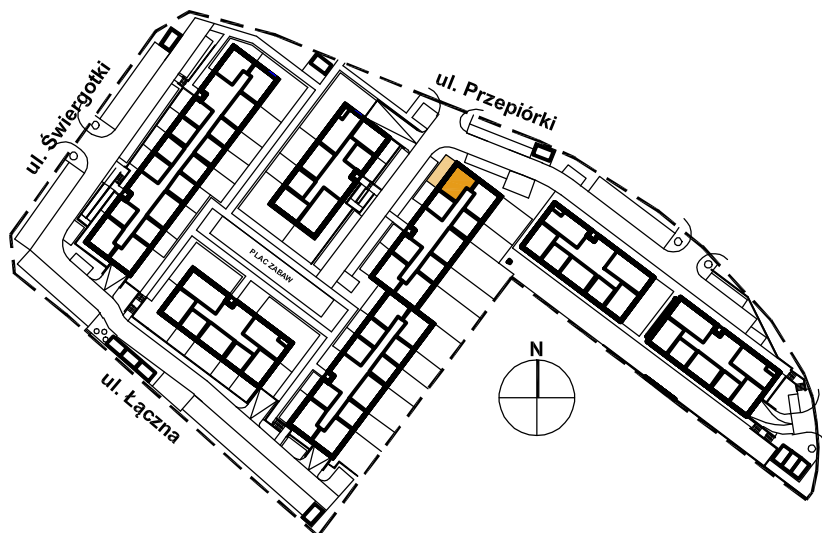 ul. Przepiórki
ul. Świergotki
PLAC ZABAW
N
ul. Łączna